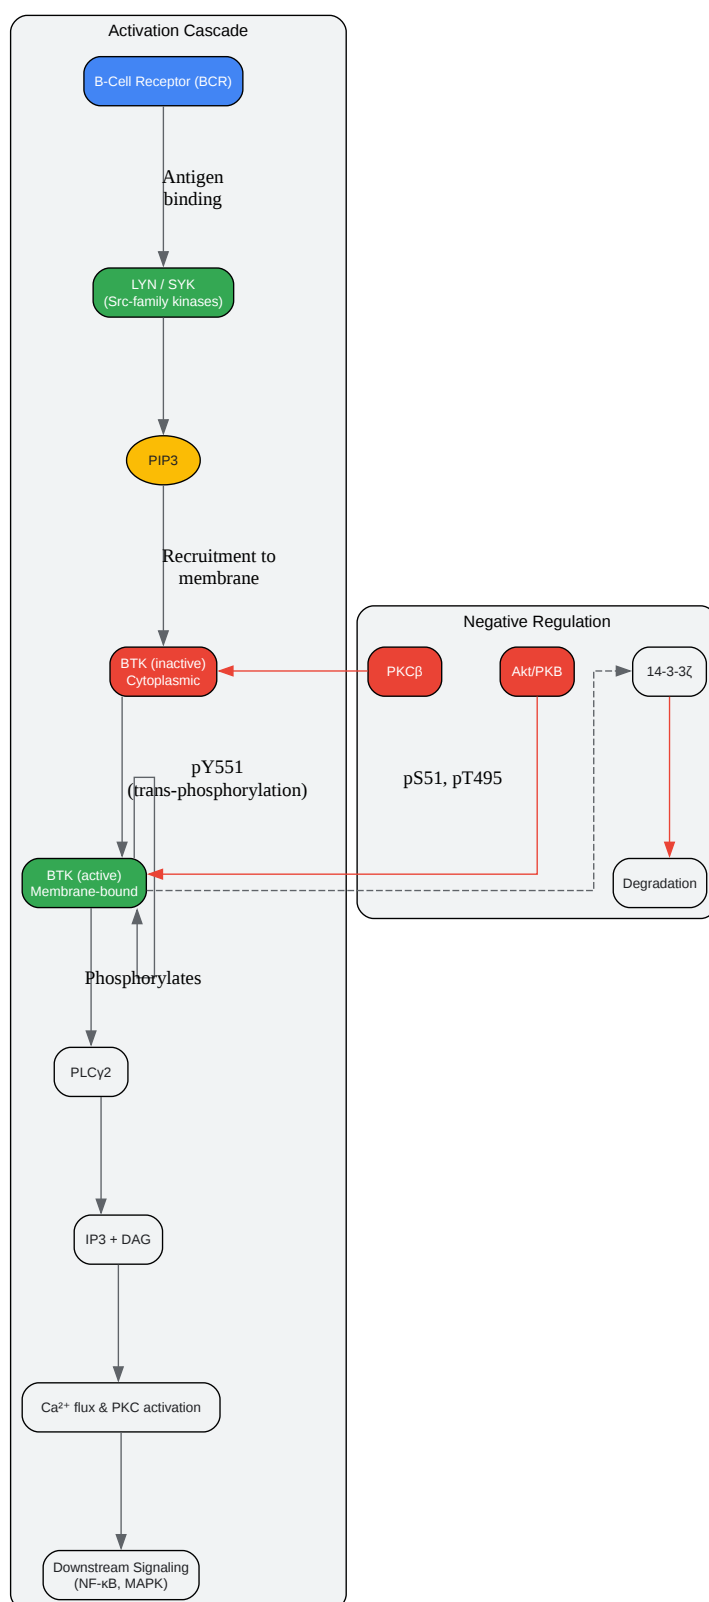 Activation Cascade
B-Cell Receptor (BCR)
Antigen
binding
LYN / SYK
(Src-family kinases)
PIP3
Recruitment to
membrane
Negative Regulation
BTK (inactive)
Cytoplasmic
PKCβ
Akt/PKB
14-3-3ζ
pY551
(trans-phosphorylation)
pS51, pT495
BTK (active)
Membrane-bound
Degradation
Phosphorylates
PLCγ2
IP3 + DAG
Ca²⁺ flux & PKC activation
Downstream Signaling
(NF-κB, MAPK)